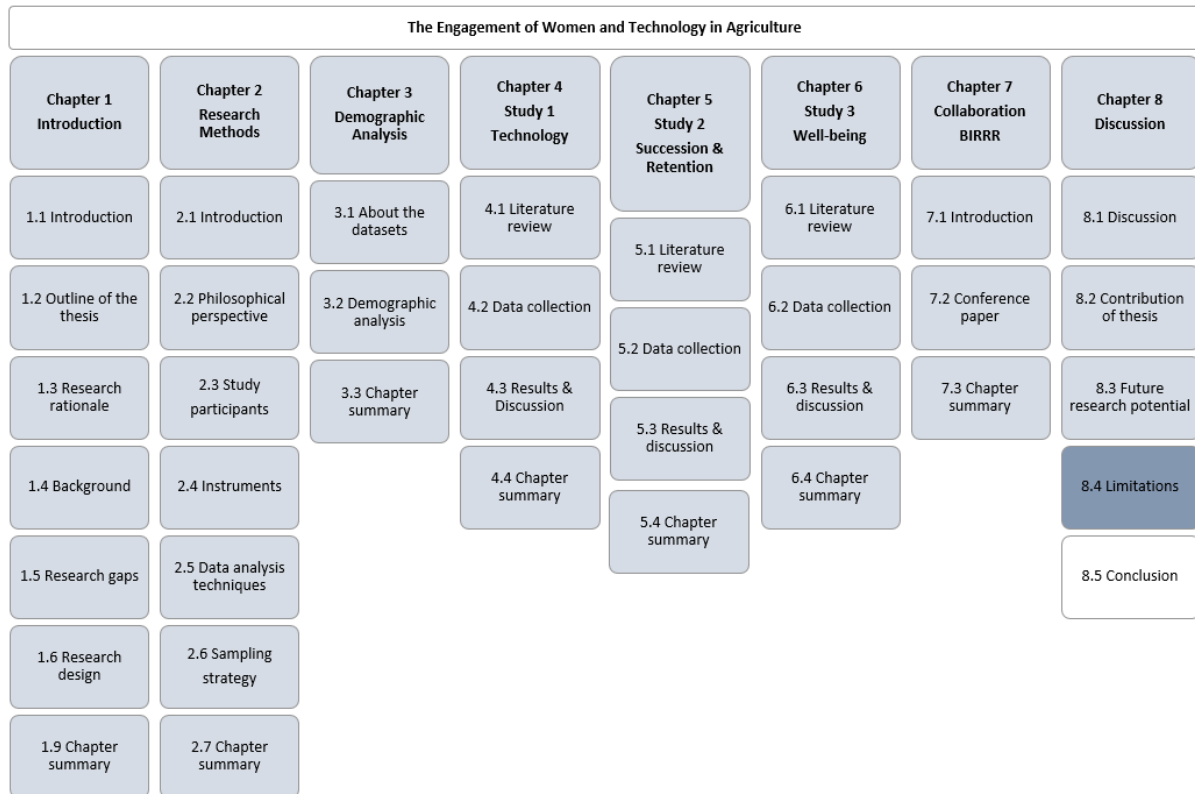 The Engagement of Women and Technology in Agriculture
Chapter 1
Introduction
1.1 Introduction
1.2 Outline of the
thesis
1.3 Research
rationale
1.4 Background
1.5 Research gaps
1.6 Research
design
1.9 Chapter
summary
Chapter 2
Research
Methods
2.1 Introduction
2.2 Philosophical
perspective
2.3 Study
participants
2.4 Instruments
2.5 Data analysis
techniques
2.6 Sampling
strategy
2.7 Chapter
summary
Chapter 3
Demographic
Analysis
3.1 About the
datasets
3.2 Demographic
analysis
3.3 Chapter
summary
Chapter 4
Study 1
Technology
4.1 Literature
review
4.2 Data collection
4.3 Results &
Discussion
4.4 Chapter
summary
Chapter 5
Study 2
Succession &
Retention
5.1 Literature
review
5.2 Data collection
5.3 Results &
discussion
5.4 Chapter
summary
Chapter 6
Study 3
Well-being
6.1 Literature
review
6.2 Data collection
6.3 Results &
discussion
6.4 Chapter
summary
Chapter 7
Collaboration
BIRRR
7.1 Introduction
7.2 Conference
paper
7.3 Chapter
summary
Chapter 8
Discussion
8.1 Discussion
8.2 Contribution
of thesis
8.3 Future
research potential
8.4 Limitations
8.5 Conclusion